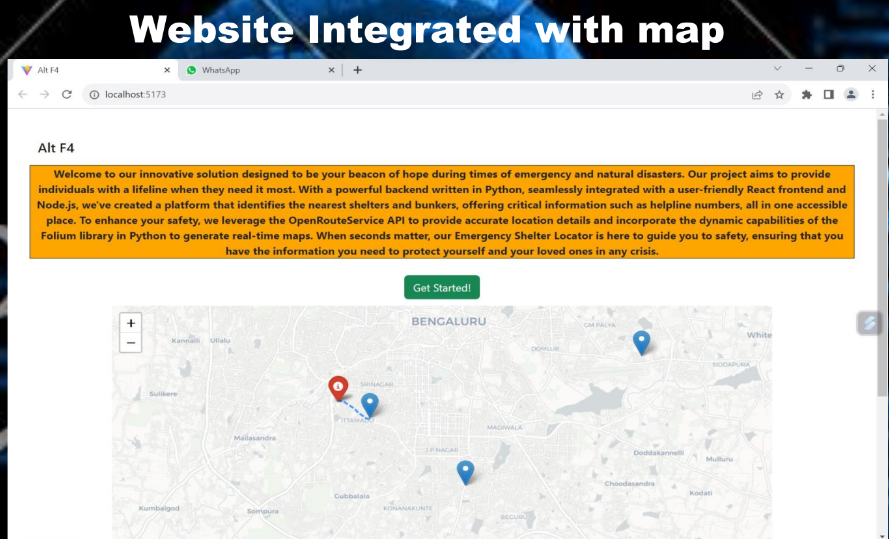 Website Integrated with map
Alt F4
WhatsApp
localhost:5173
Alt F4
Welcome to our innovative solution designed to be your beacon of hope during times of emergency and natural disasters. Our project aims to provide
individuals with a lifeline when they need it most. With a powerful backend written in Python, seamlessly integrated with a user-friendly React frontend and
Node.js, we've created a platform that identifies the nearest shelters and bunkers, offering critical information such as helpline numbers, all in one accessible
place. To enhance your safety, we leverage the OpenRouteService API to provide accurate location details and incorporate the dynamic capabilities of the
Folium library in Python to generate real-time maps. When seconds matter, our Emergency Shelter Locator is here to guide you to safety, ensuring that you
have the information you need to protect yourself and your loved ones in any crisis.
Get Started!
BENGALURU
GM PALYA
White
Kannalli Ullalu
DOMLUR
SIDDAPURA
SRINAGAR
Sulikere
ITTAMADU
MADIWALA
Mailasandra
J.P.NAGAR
Doddakannelli
Mulluru
Choodasandra
Kodati
Gubbalala
Kumbalgod
Sompura
KONANAKUNTE
BEGURU